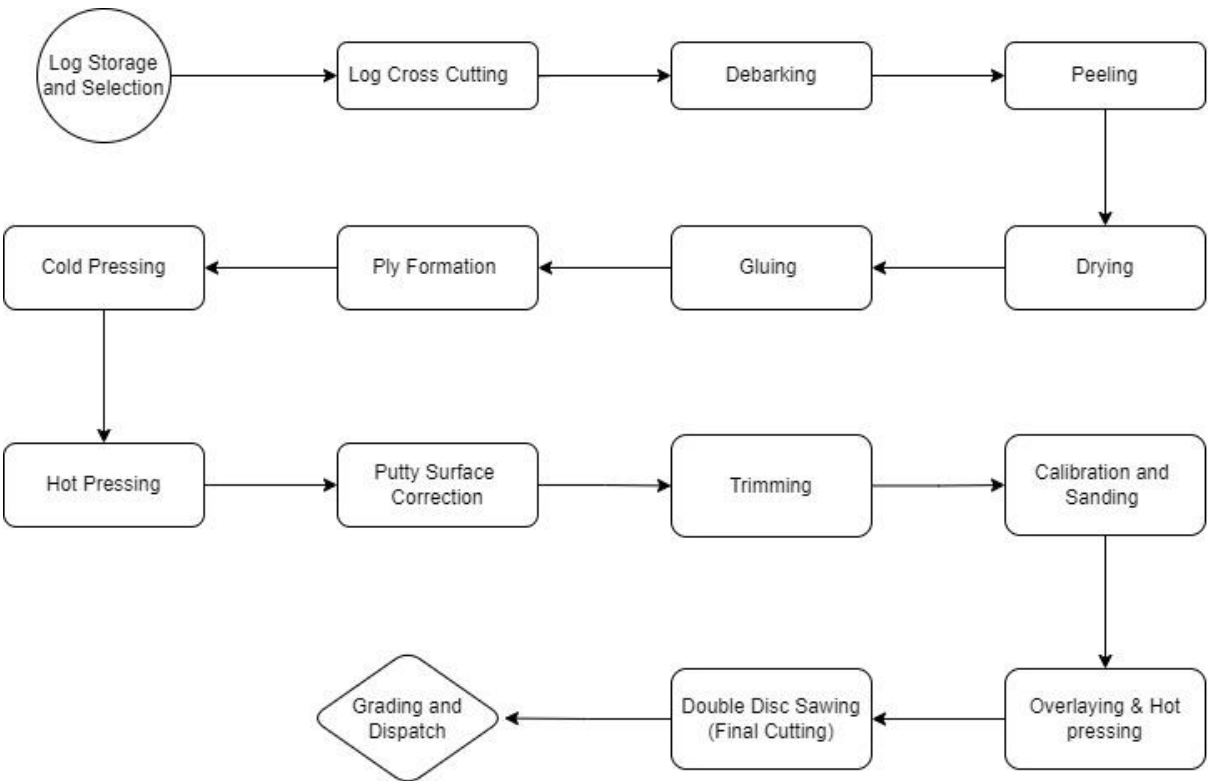 Log Storage
and Selection
Log Cross Cutting
Debarking
Peeling
Drying
Gluing
Ply Formation
Cold Pressing
Hot Pressing
Putty Surface
Correction
Trimming
Calibration and
Sanding
Overlaying & Hot
pressing
Double Disc Sawing
(Final Cutting)
Grading and
Dispatch